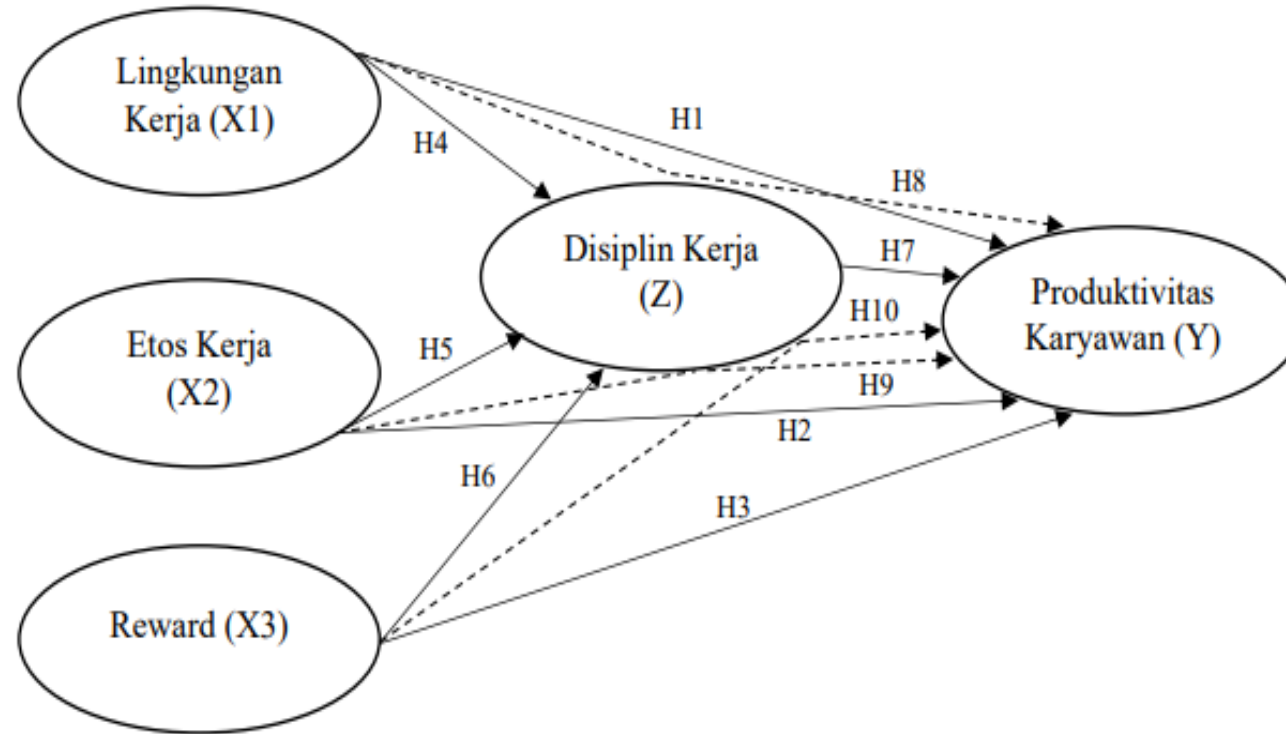 Lingkungan
Kerja (X1)
H1
H4
H8
Disiplin Kerja
(Z)
H7
Produktivitas
Karyawan (Y)
H10
Etos Kerja
(X2)
H5
H9
H2
H6
H3
Reward (X3)